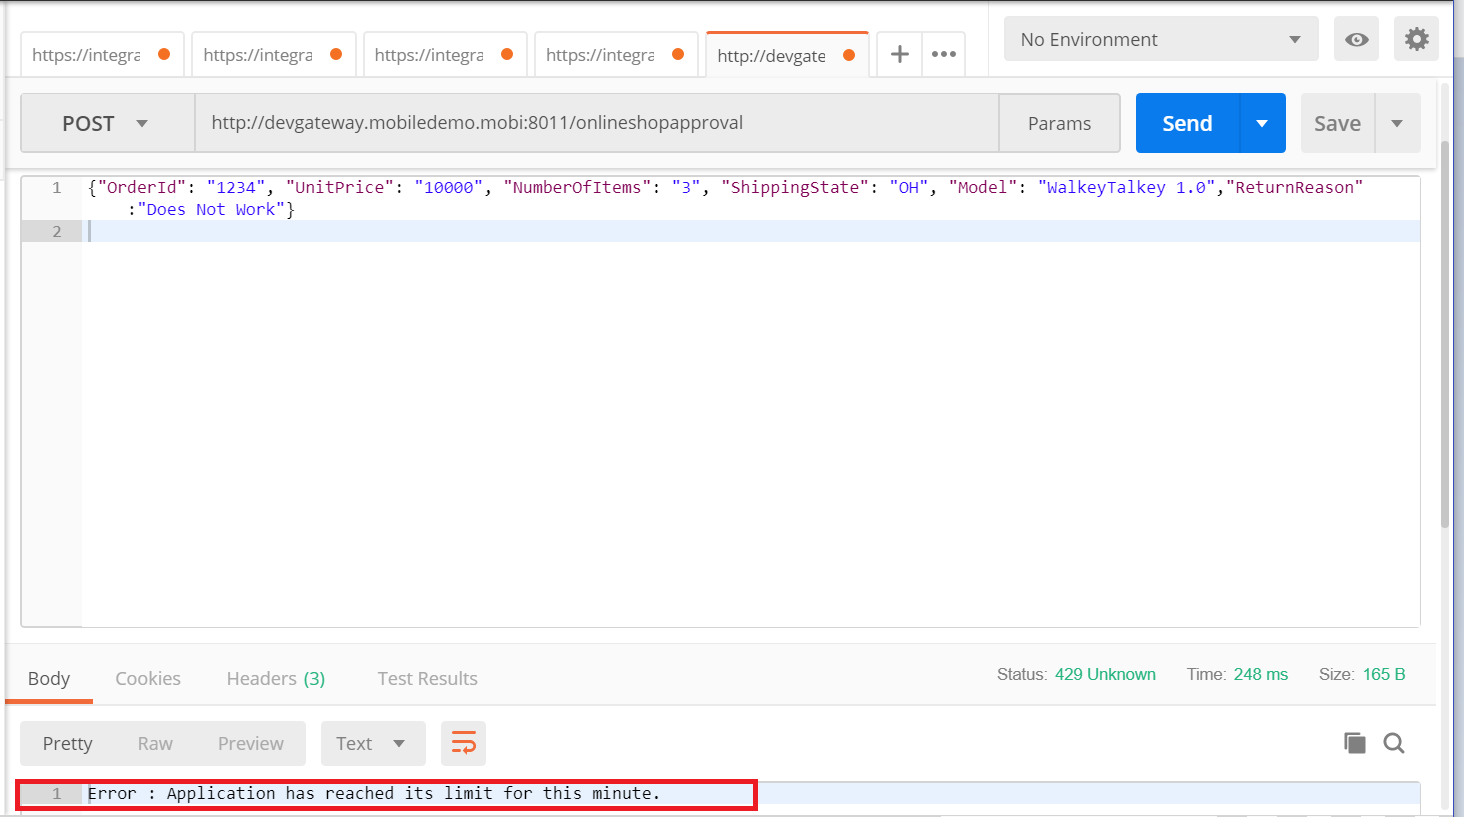 https://integra https://integra https://integra https://integra http://devgate + ••• No Environment
POST http://devgateway.mobiledemo.mobi:8011/onlineshopapproval Params Send Save
1 {"OrderId": "1234", "UnitPrice": "10000", "NumberOfItems": "3", "ShippingState": "OH", "Model": "WalkeyTalkey 1.0","ReturnReason"
:"Does Not Work"}
2
Body Cookies Headers (3) Test Results Status: 429 Unknown Time: 248 ms Size: 165 B
Pretty Raw Preview Text
1 Error : Application has reached its limit for this minute.